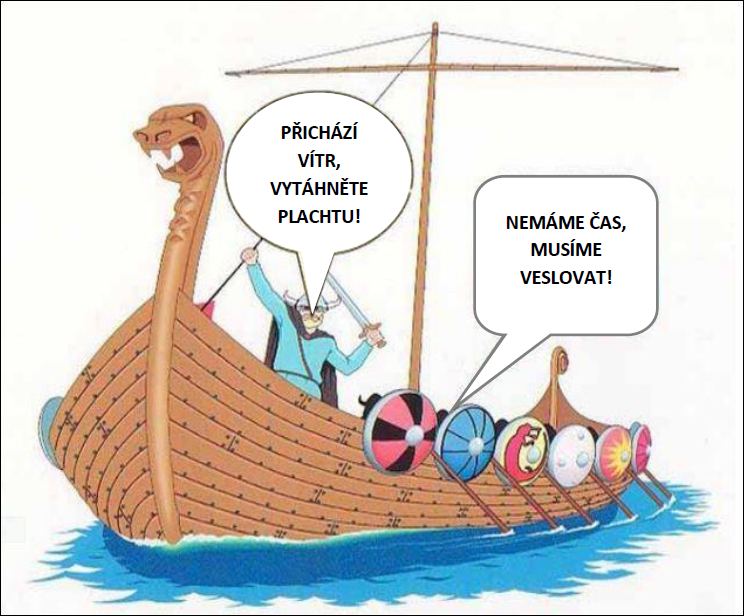 PŘICHÁZÍ
VÍTR,
VYTÁHNĚTE
PLACHTU!
NEMÁME ČAS,
MUSÍME
VESLOVAT!